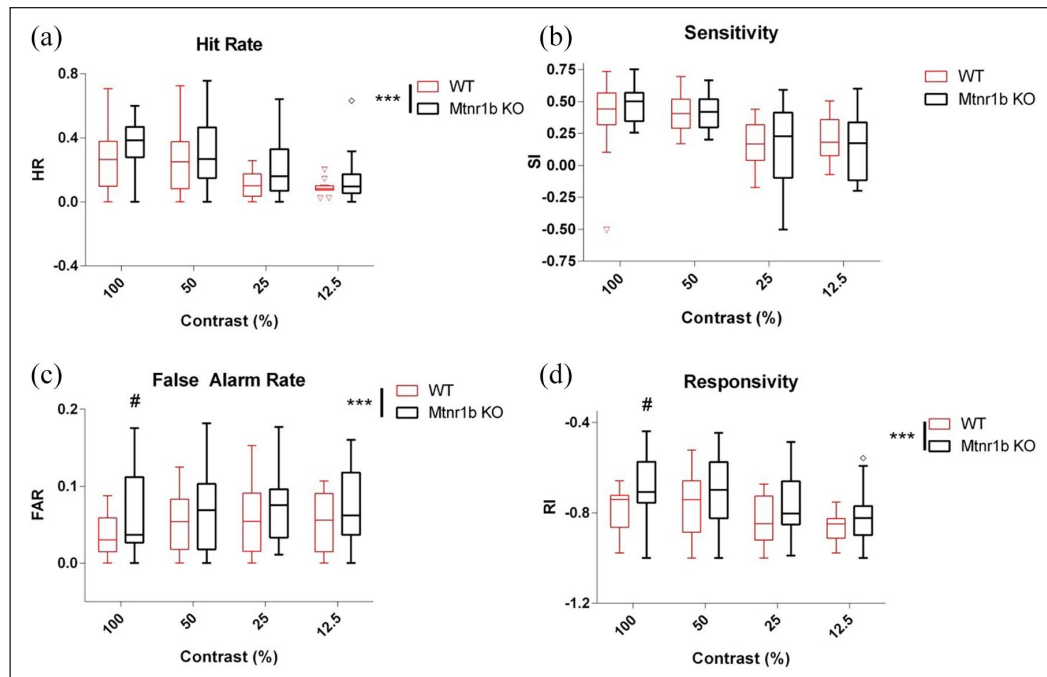 (a)
Hit Rate
0.8
0.4
0.0
-0.4
HR
100
50
25
12.5
Contrast (%)
***
WT
Mtnr1b KO
(b)
Sensitivity
0.75
0.50
0.25
0.00
-0.25
-0.50
-0.75
SI
100
50
25
12.5
Contrast (%)
WT
Mtnr1b KO
(c)
False Alarm Rate
#
0.2
0.1
0.0
FAR
100
50
25
12.5
Contrast (%)
***
WT
Mtnr1b KO
(d)
Responsivity
#
-0.4
-0.8
-1.2
RI
100
50
25
12.5
Contrast (%)
***
WT
Mtnr1b KO